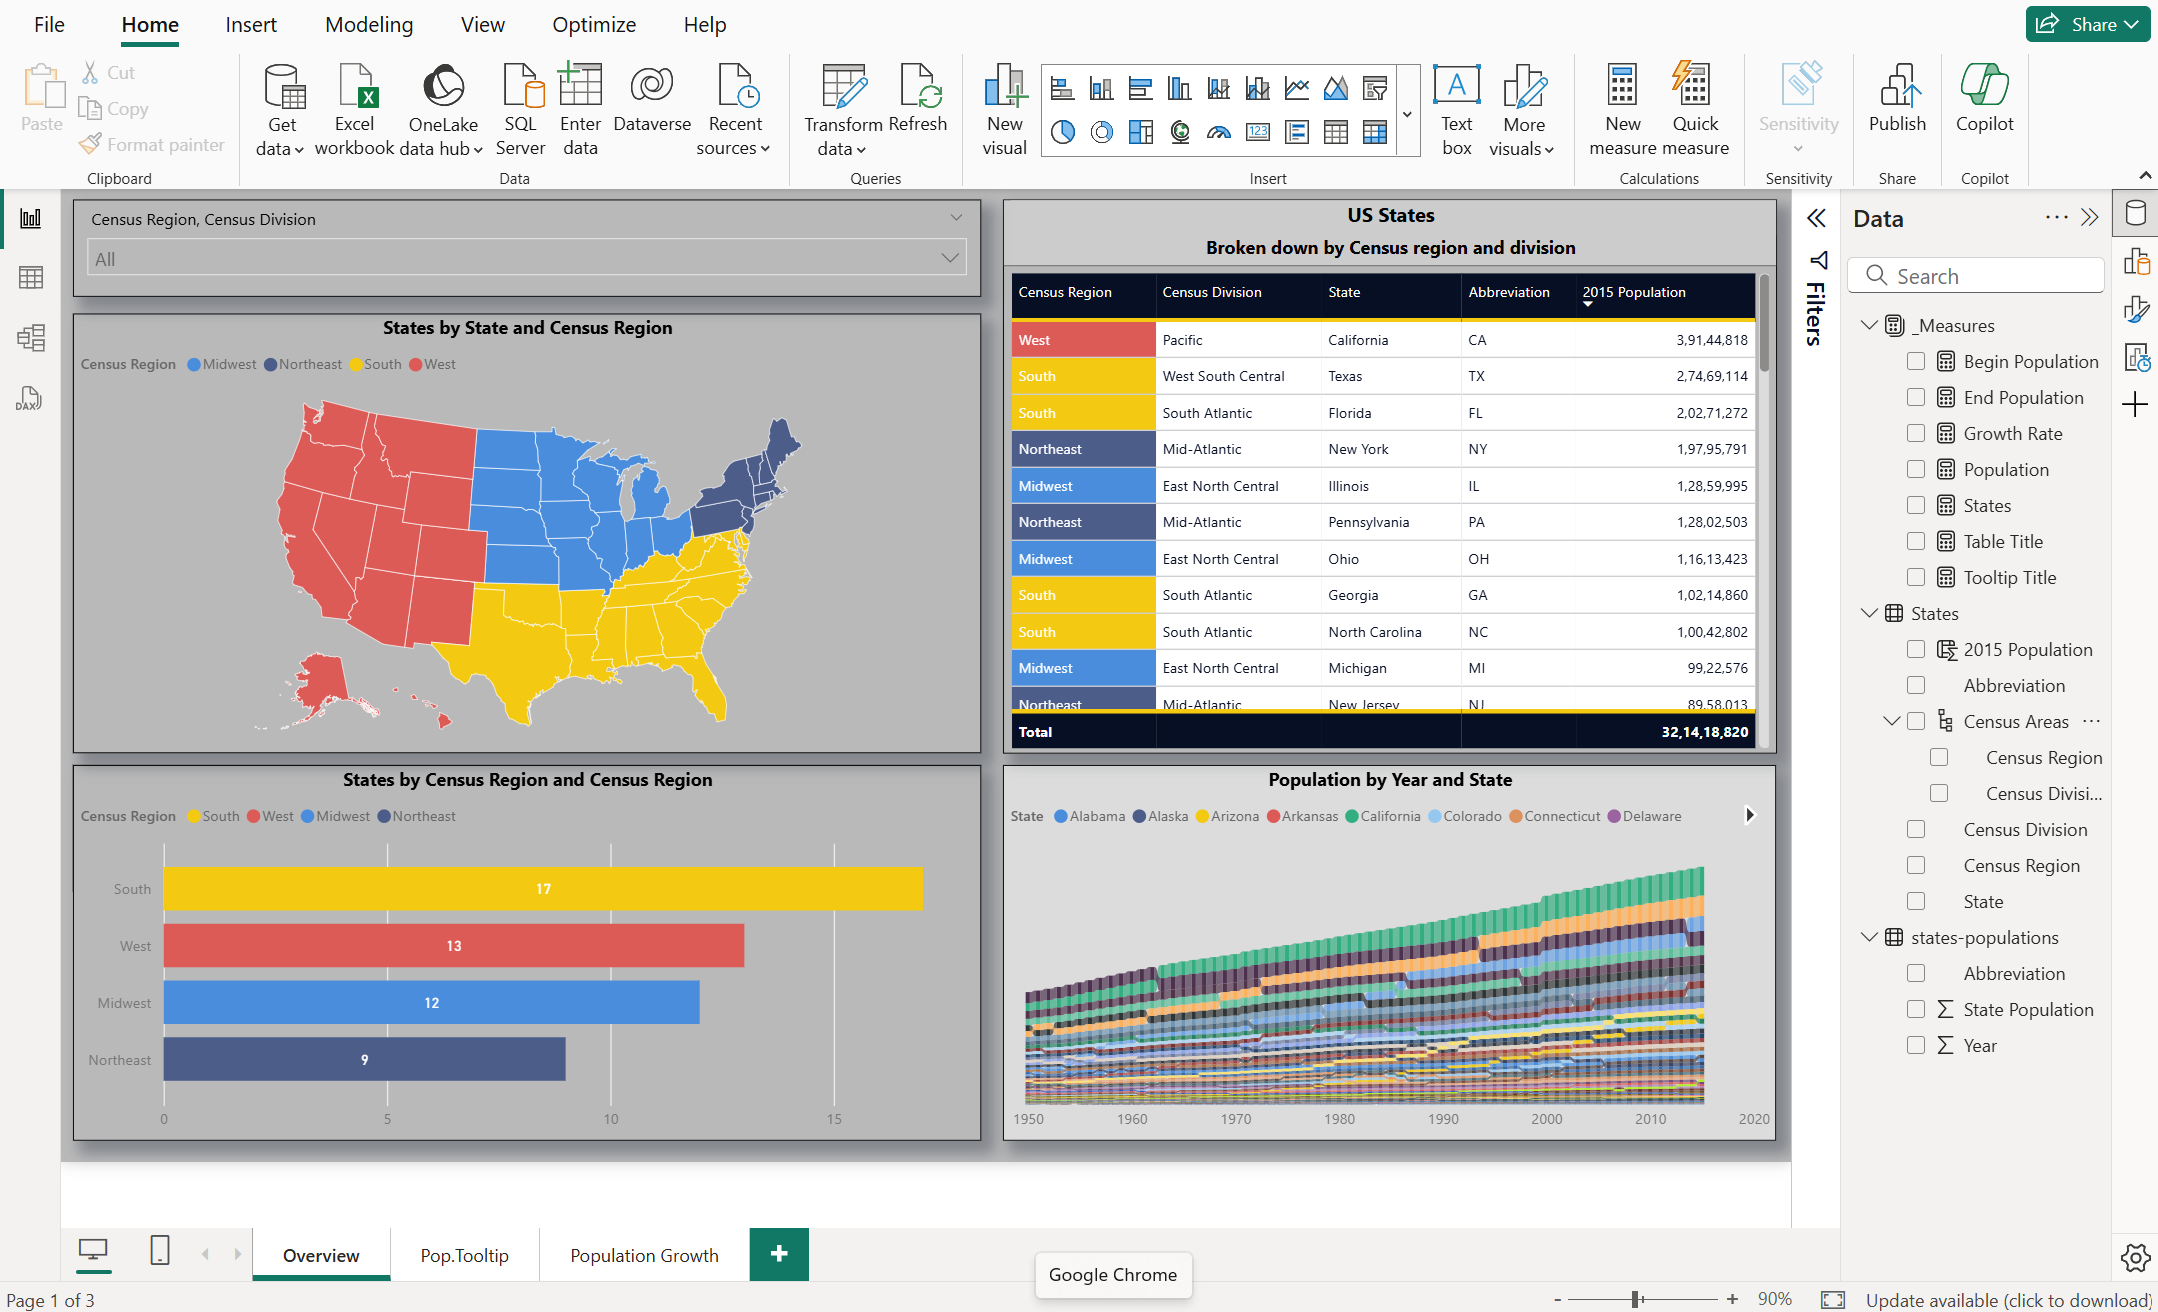 File Home Insert Modeling View Optimize Help Share
Paste Cut Copy Format painter
Clipboard
Get data Excel workbook OneLake data hub SQL Server Enter data Dataverse Recent sources
Data
Transform data Refresh
Queries
New visual 123 Text box More visuals
Insert
New measure Quick measure
Calculations
Sensitivity
Sensitivity
Publish
Share
Copilot
Copilot
DAX
Census Region, Census Division
All
States by State and Census Region
Census Region Midwest Northeast South West
US States
Broken down by Census region and division
Census Region Census Division State Abbreviation 2015 Population
West Pacific California CA 3,91,44,818
South West South Central Texas TX 2,74,69,114
South South Atlantic Florida FL 2,02,71,272
Northeast Mid-Atlantic New York NY 1,97,95,791
Midwest East North Central Illinois IL 1,28,59,995
Northeast Mid-Atlantic Pennsylvania PA 1,28,02,503
Midwest East North Central Ohio OH 1,16,13,423
South South Atlantic Georgia GA 1,02,14,860
South South Atlantic North Carolina NC 1,00,42,802
Midwest East North Central Michigan MI 99,22,576
Northeast Mid-Atlantic New Jersey NJ 89,58,013
Total 32,14,18,820
States by Census Region and Census Region
Census Region South West Midwest Northeast
South 17
West 13
Midwest 12
Northeast 9
0 5 10 15
Population by Year and State
State Alabama Alaska Arizona Arkansas California Colorado Connecticut Delaware
1950 1960 1970 1980 1990 2000 2010 2020
Filters
Data
Search
_Measures
Begin Population
End Population
Growth Rate
Population
States
Table Title
Tooltip Title
States
2015 Population
Abbreviation
Census Areas
Census Region
Census Divisi...
Census Division
Census Region
State
states-populations
Abbreviation
State Population
Year
Overview Pop.Tooltip Population Growth
Google Chrome
Page 1 of 3
90%
Update available (click to download)